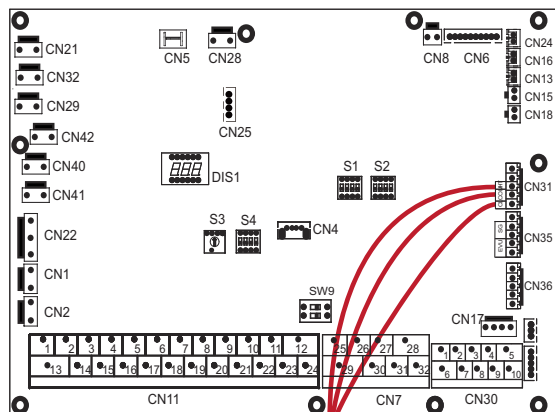 CN21
CN5
CN28
CN8
CN6
CN24
CN16
CN13
CN15
CN18
CN32
CN29
CN42
CN25
CN40
CN41
DIS1
S1
S2
CN31
S3
S4
CN4
SG
EVU
CN35
CN22
CN1
CN2
SW9
CN36
CN17
1 2 3 4 5 6 7 8 9 10 11 12
13 14 15 16 17 18 19 20 21 22 23 24
25 26 27 28
29 30 31 32
1 2 3 4 5
6 7 8 9 10
CN11
CN7
CN30